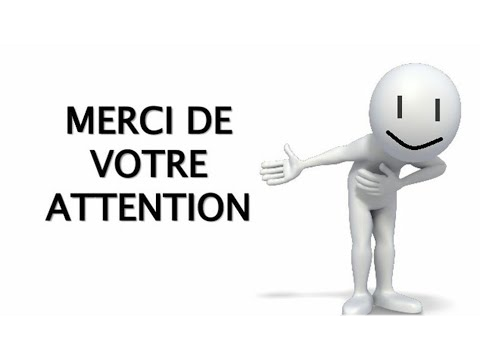 MERCI DE
VOTRE
ATTENTION